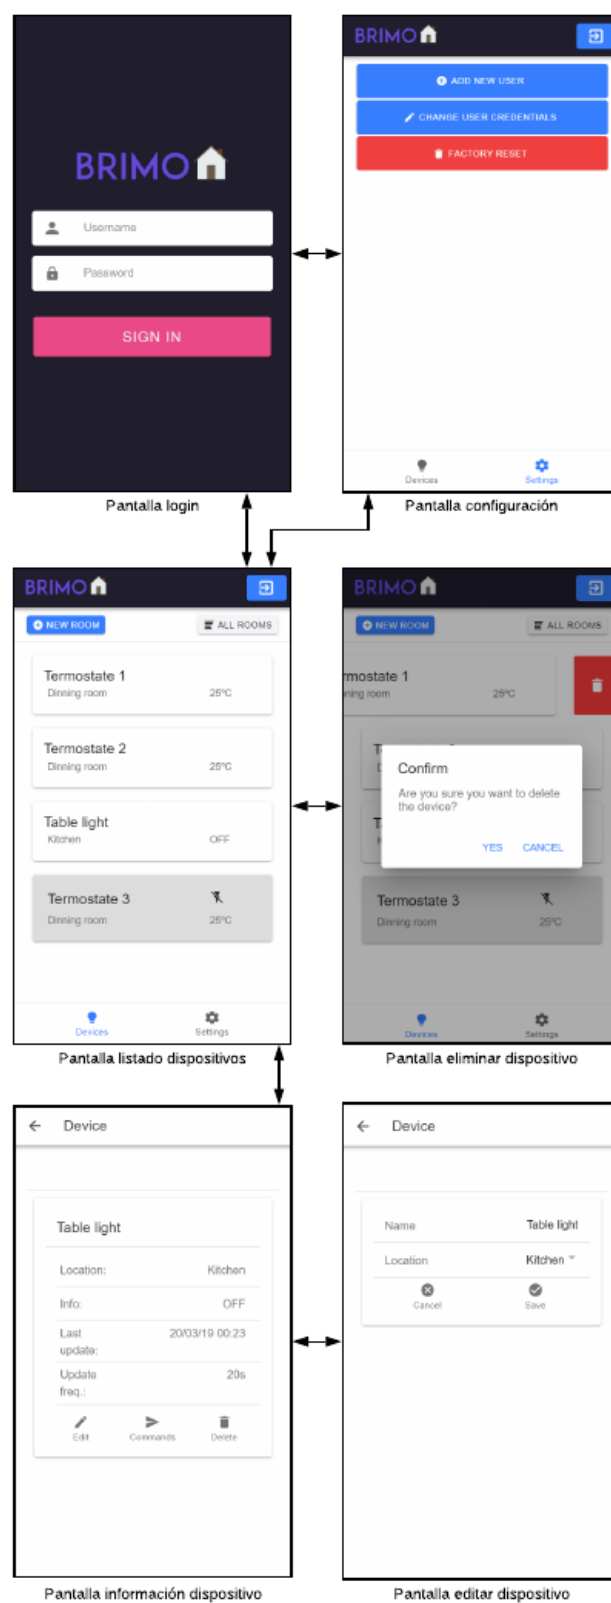 BRIMO
Username
Password
SIGN IN
Pantalla login
BRIMO
ADD NEW USER
CHANGE USER CREDENTIALS
FACTORY RESET
Devices
Settings
Pantalla configuración
BRIMO
NEW ROOM
ALL ROOMS
Termostate 1
Dinning room 25ºC
Termostate 2
Dinning room 25ºC
Table light
Kitchen OFF
Termostate 3
Dinning room 25ºC
Devices
Settings
Pantalla listado dispositivos
BRIMO
NEW ROOM
ALL ROOMS
rmostate 1
ning room 25ºC
Confirm
Are you sure you want to delete
the device?
YES CANCEL
Termostate 3
Dinning room 25ºC
Devices
Settings
Pantalla eliminar dispositivo
Device
Table light
Location: Kitchen
Info: OFF
Last 20/03/19 00:23
update:
Update 20s
freq.:
Edit
Commands
Delete
Pantalla información dispositivo
Device
Name Table light
Location Kitchen
Cancel
Save
Pantalla editar dispositivo